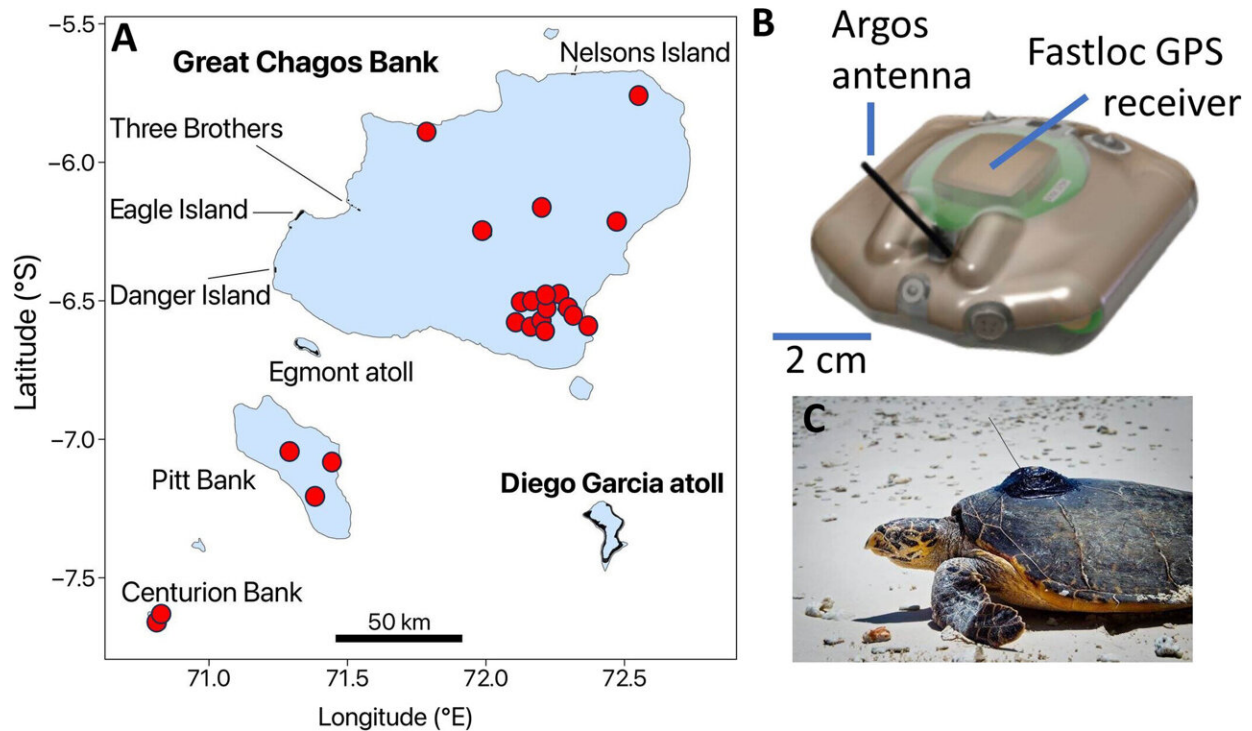 A
Great Chagos Bank
Nelsons Island
Three Brothers
Eagle Island
Danger Island
Egmont atoll
Pitt Bank
Diego Garcia atoll
Centurion Bank
50 km
−5.5
−6.0
−6.5
−7.0
−7.5
Latitude (°S)
71.0
71.5
72.0
72.5
Longitude (°E)
B
Argos
antenna
Fastloc GPS
receiver
2 cm
C